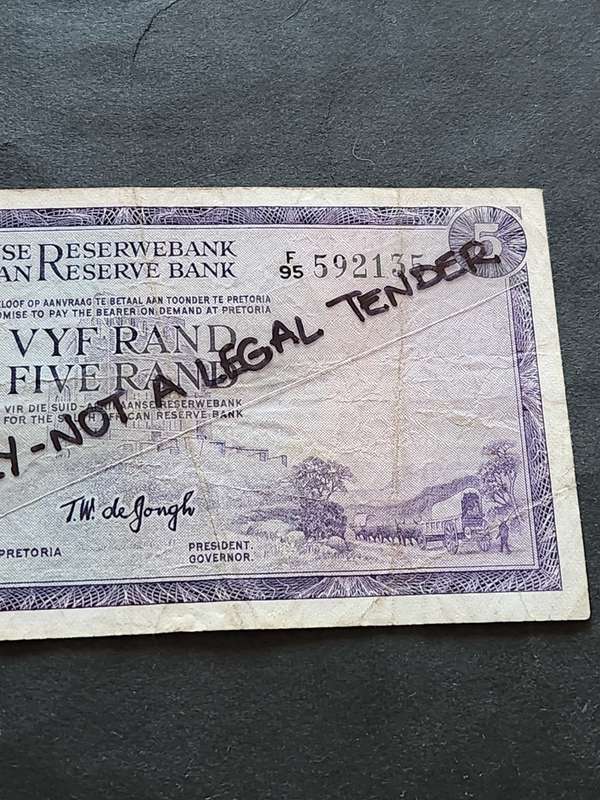 SE RESERWEBANK
AN RESERVE BANK
F
95 592135
5
LOOF OP AANVRAAG TE BETAAL AAN TOONDER TE PRETORIA
OMISE TO PAY THE BEARER ON DEMAND AT PRETORIA
VYF RAND
FIVE RAND
VIR DIE SUID-AFRIKAANSE RESERWEBANK
FOR THE SOUTH AFRICAN RESERVE BANK
Y-NOT A LEGAL TENDER
T.W. de Jongh
PRETORIA
PRESIDENT.
GOVERNOR.